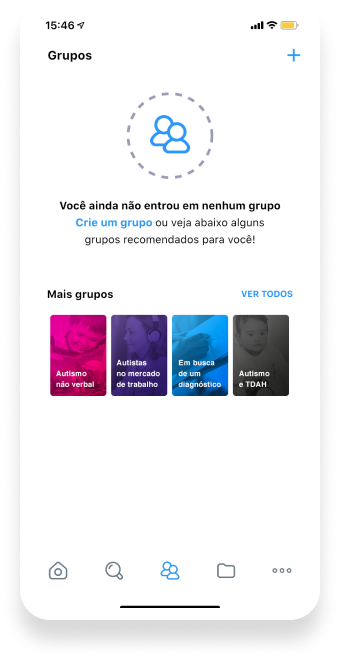 15:46
Grupos
Você ainda não entrou em nenhum grupo
Crie um grupo ou veja abaixo alguns
grupos recomendados para você!
Mais grupos
VER TODOS
Autismo
não verbal
Autistas
no mercado
de trabalho
Em busca
de um
diagnóstico
Autismo
e TDAH